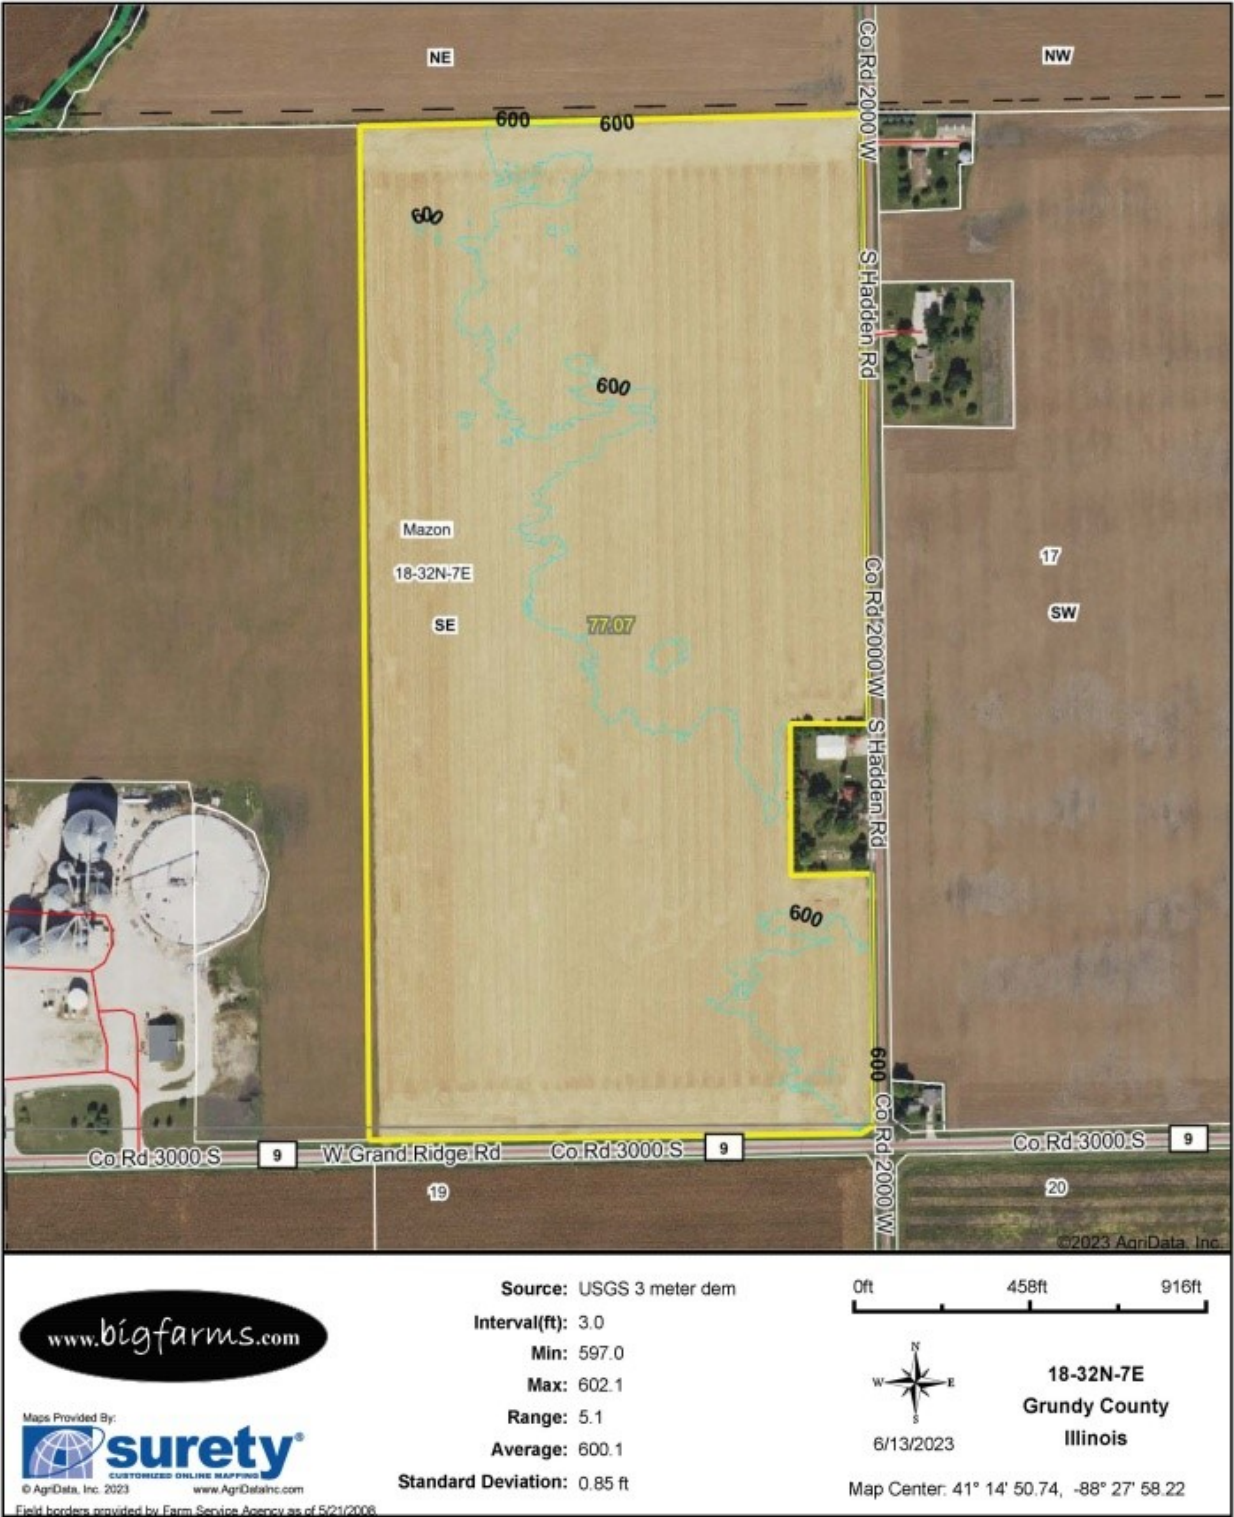 NE
NW
Co Rd 2000 W
600
600
600
S Hadden Rd
600
Mazon
18-32N-7E
SE
77.07
Co Rd 2000 W
17
SW
S Hadden Rd
600
600
Co Rd 2000 W
Co Rd 3000 S
9
W Grand Ridge Rd
Co Rd 3000 S
9
Co Rd 3000 S
9
19
20
©2023 AgriData, Inc.
www.bigfarms.com
Maps Provided By:
surety®
CUSTOMIZED ONLINE MAPPING
© AgriData, Inc. 2023
www.AgriDataInc.com
Field borders provided by Farm Service Agency as of 5/21/2008.
Source: USGS 3 meter dem
Interval(ft): 3.0
Min: 597.0
Max: 602.1
Range: 5.1
Average: 600.1
Standard Deviation: 0.85 ft
0ft 458ft 916ft
N
W E
S
6/13/2023
18-32N-7E
Grundy County
Illinois
Map Center: 41° 14' 50.74, -88° 27' 58.22